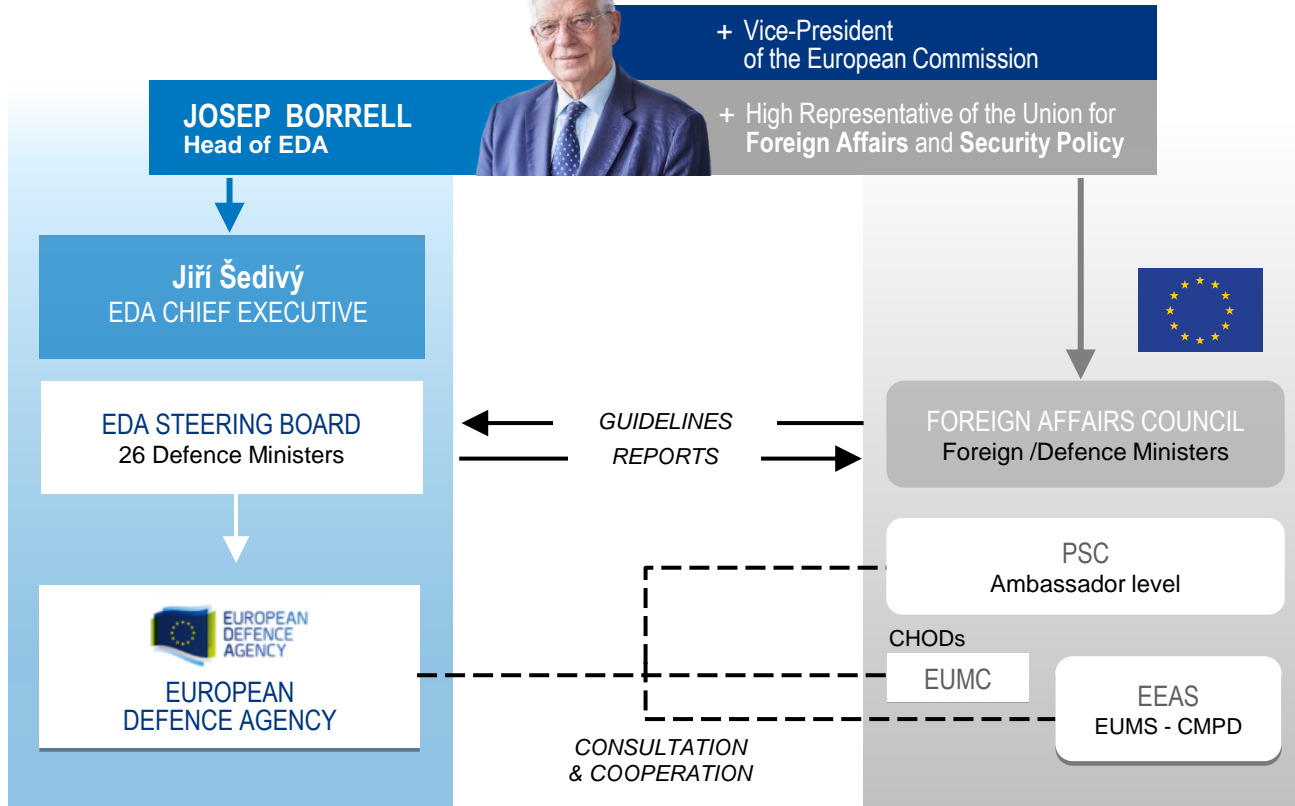 + Vice-President
of the European Commission
JOSEP BORRELL
Head of EDA
+ High Representative of the Union for
Foreign Affairs and Security Policy
Jiří Šedivý
EDA CHIEF EXECUTIVE
EDA STEERING BOARD
26 Defence Ministers
GUIDELINES
REPORTS
FOREIGN AFFAIRS COUNCIL
Foreign /Defence Ministers
PSC
Ambassador level
EUROPEAN
DEFENCE
AGENCY
EUROPEAN
DEFENCE AGENCY
CHODs
EUMC
EEAS
EUMS - CMPD
CONSULTATION
& COOPERATION